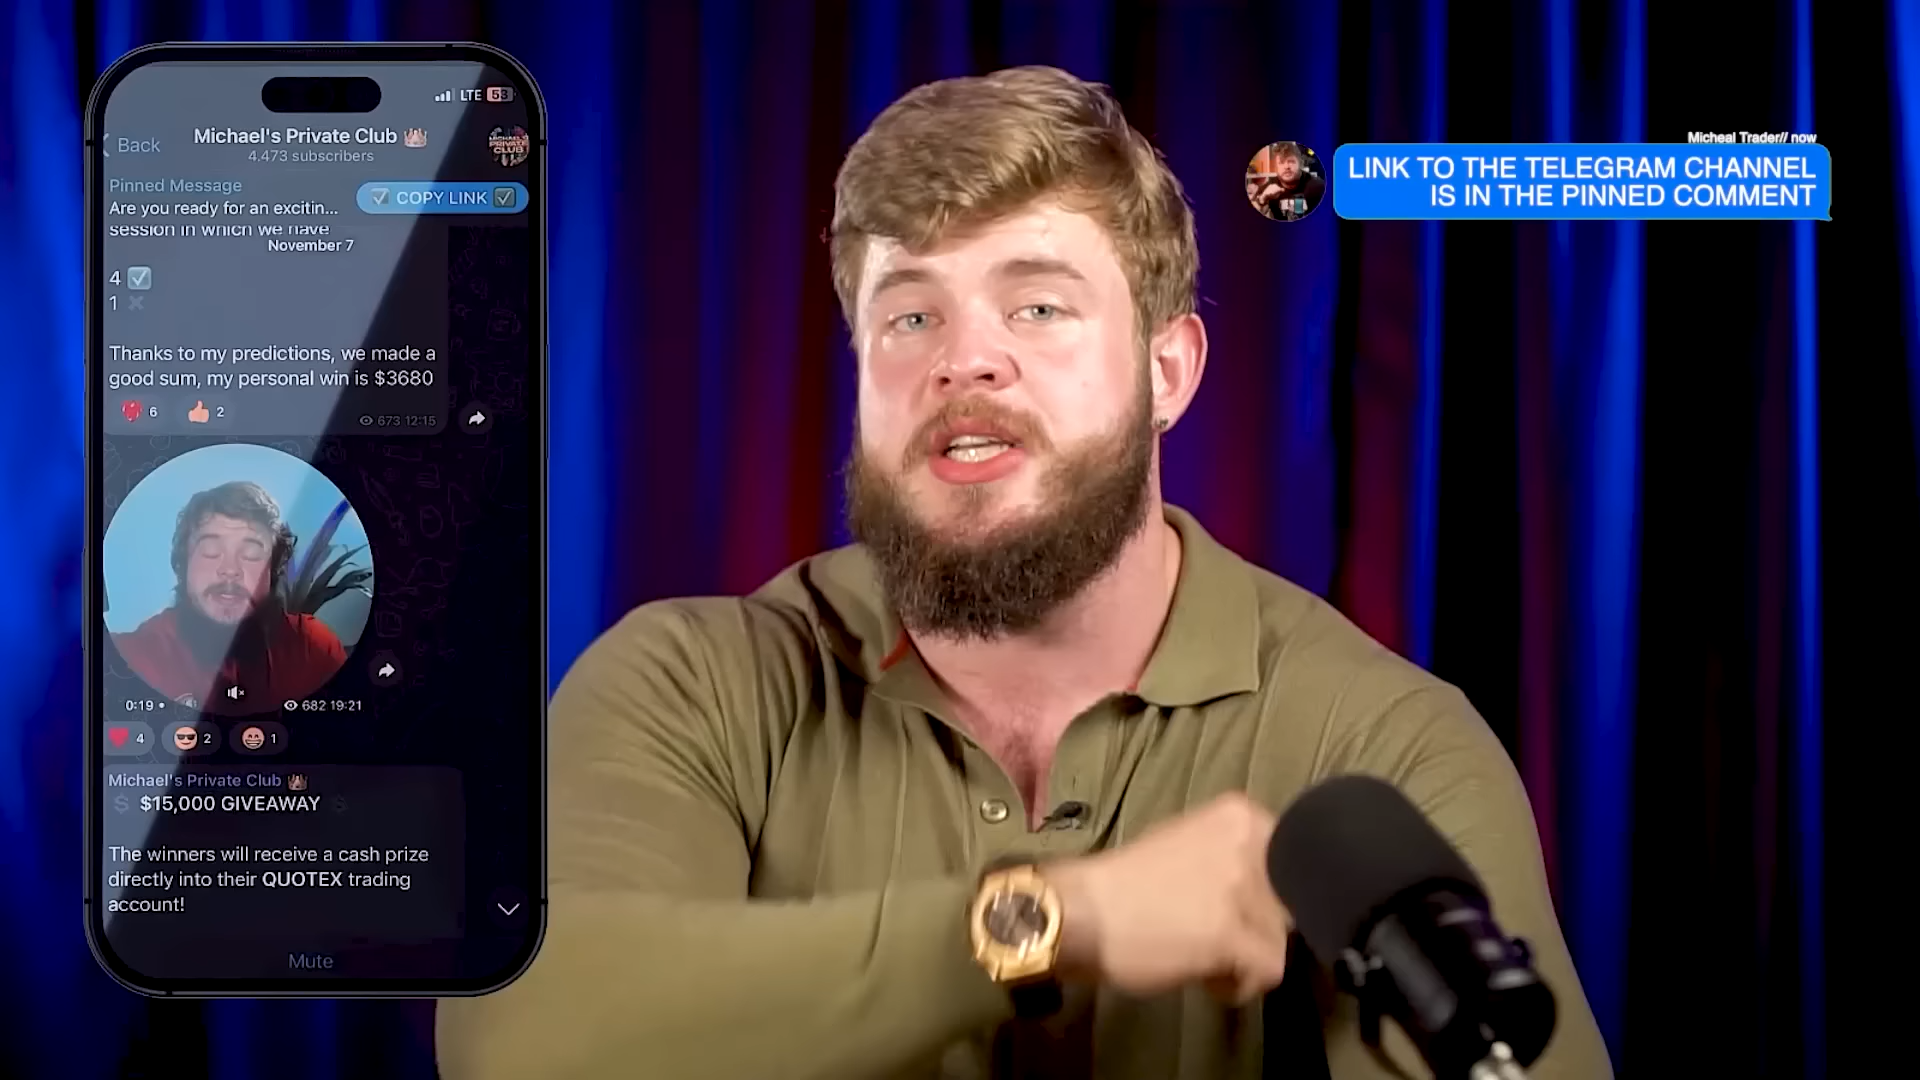 LTE 53
Back
Michael's Private Club
4.473 subscribers
MICHAEL'S
PRIVATE
CLUB
Pinned Message
Are you ready for an excitin...
COPY LINK
session in which we have
November 7
4
1
Thanks to my predictions, we made a
good sum, my personal win is $3680
6 2
673 12:15
0:19
682 19:21
4 2 1
Michael's Private Club
$ $15,000 GIVEAWAY $
The winners will receive a cash prize
directly into their QUOTEX trading
account!
Mute
Micheal Trader// now
LINK TO THE TELEGRAM CHANNEL
IS IN THE PINNED COMMENT